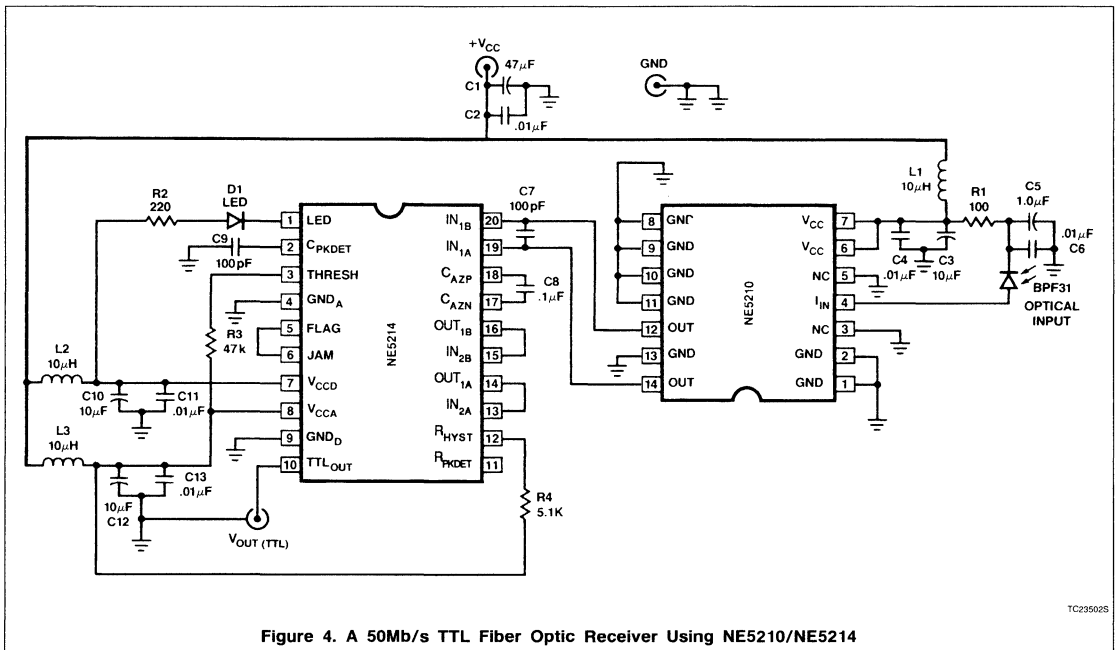 +VCC
47μF
C1
C2
.01μF
GND
L1
10μH
R1
100
C5
1.0μF
.01μF
C6
BPF31
OPTICAL
INPUT
R2
220
D1
LED
C9
100pF
R3
47k
L2
10μH
C10
10μF
C11
.01μF
L3
10μH
C13
.01μF
10μF
C12
VOUT (TTL)
NE5214
1 LED
2 CPKDET
3 THRESH
4 GNDA
5 FLAG
6 JAM
7 VCCD
8 VCCA
9 GNDD
10 TTLOUT
IN1B 20
IN1A 19
CAZP 18
CAZN 17
OUT1B 16
IN2B 15
OUT1A 14
IN2A 13
RHYST 12
RPKDET 11
C7
100pF
C8
.1μF
R4
5.1K
NE5210
8 GND
9 GND
10 GND
11 GND
12 OUT
13 GND
14 OUT
VCC 7
VCC 6
NC 5
IIN 4
NC 3
GND 2
GND 1
C4
.01μF
C3
10μF
TC23502S
Figure 4. A 50Mb/s TTL Fiber Optic Receiver Using NE5210/NE5214